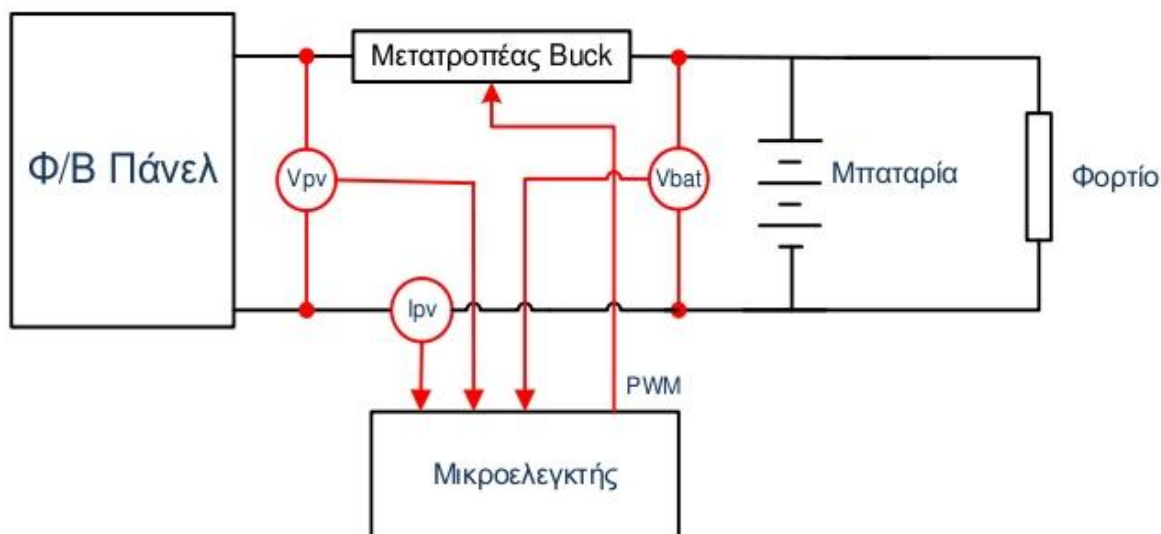 Μετατροπέας Buck
Φ/Β Πάνελ
Vpv
Vbat
Μπαταρία
Φορτίο
Ipv
PWM
Μικροελεγκτής